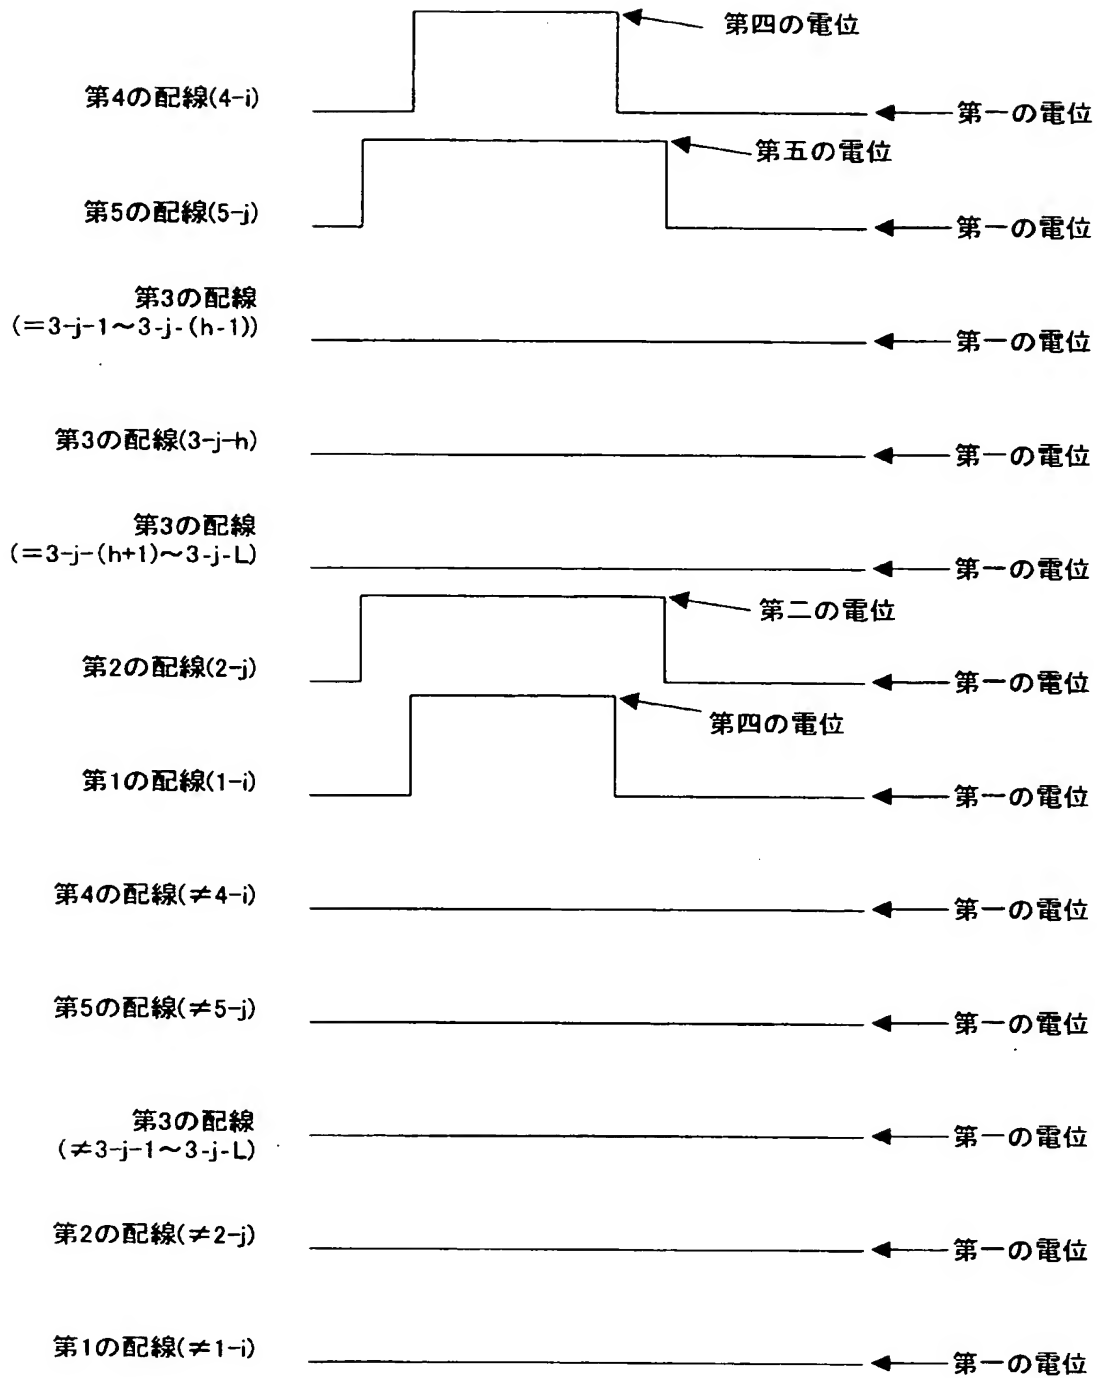 第四の電位
第4の配線(4-i)
第一の電位
第五の電位
第5の配線(5-j)
第一の電位
第3の配線
(=3-j-1～3-j-(h-1))
第一の電位
第3の配線(3-j-h)
第一の電位
第3の配線
(=3-j-(h+1)～3-j-L)
第一の電位
第二の電位
第2の配線(2-j)
第一の電位
第四の電位
第1の配線(1-i)
第一の電位
第4の配線(≠4-i)
第一の電位
第5の配線(≠5-j)
第一の電位
第3の配線
(≠3-j-1～3-j-L)
第一の電位
第2の配線(≠2-j)
第一の電位
第1の配線(≠1-i)
第一の電位